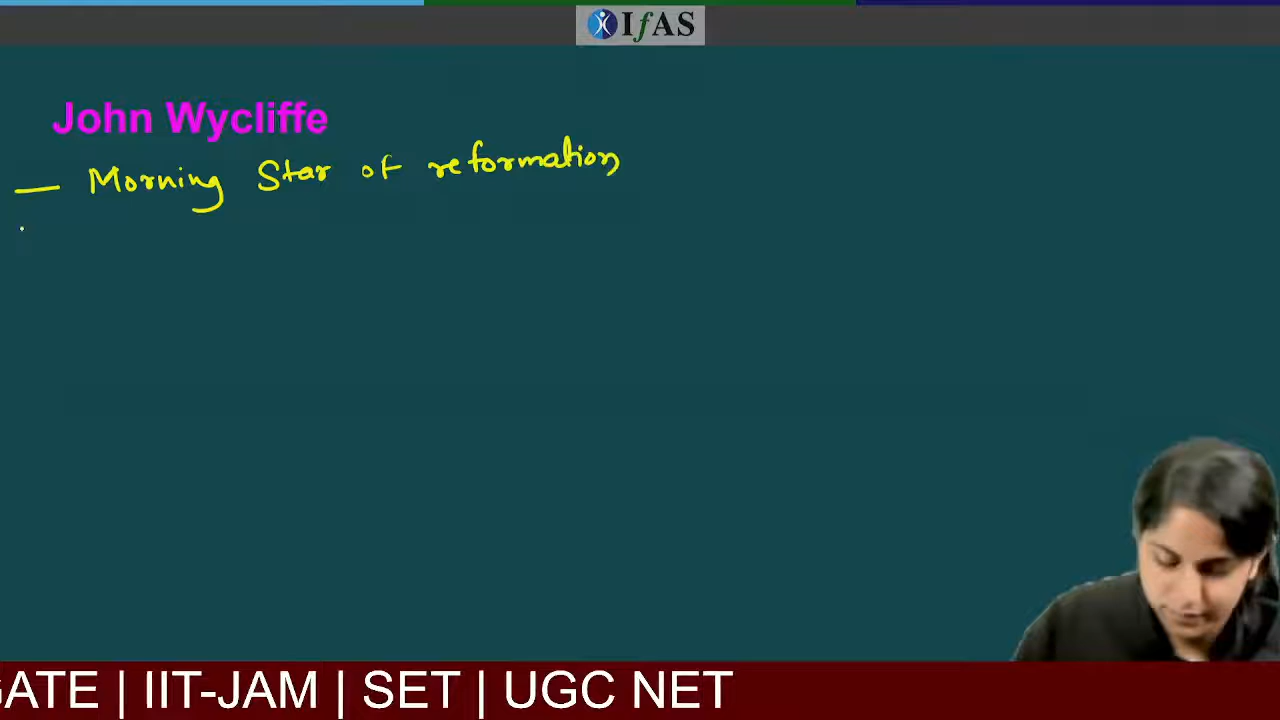 IfAS
John Wycliffe
— Morning Star of reformation
GATE | IIT-JAM | SET | UGC NET